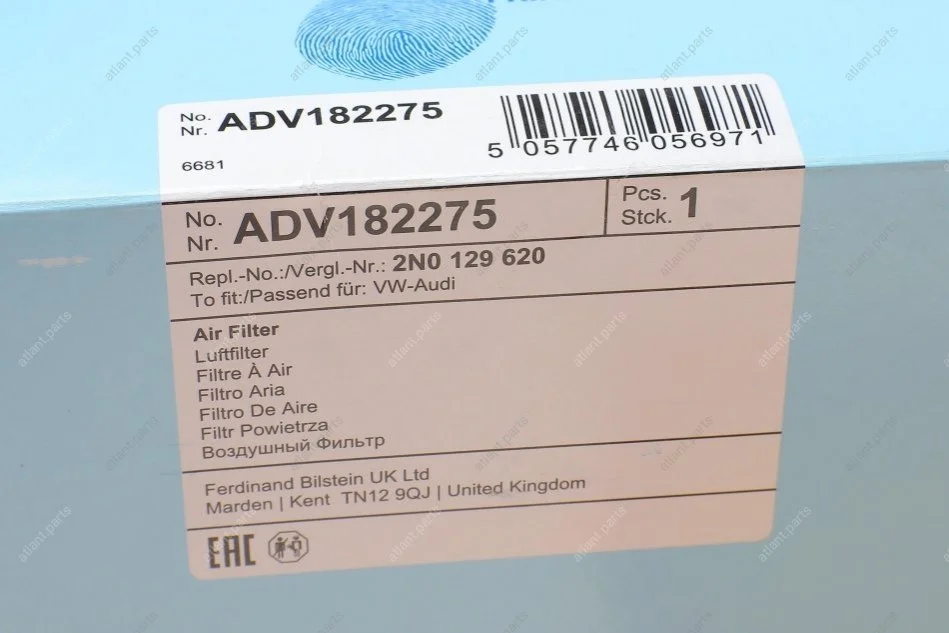 No.
Nr. ADV182275
6681
5 057746 056971
No.
Nr. ADV182275
Pcs.
Stck. 1
Repl.-No.:/Vergl.-Nr.: 2N0 129 620
To fit:/Passend für: VW-Audi
Air Filter
Luftfilter
Filtre À Air
Filtro Aria
Filtro De Aire
Filtr Powietrza
Воздушный Фильтр
Ferdinand Bilstein UK Ltd
Marden | Kent TN12 9QJ | United Kingdom
EAC
atlant.parts